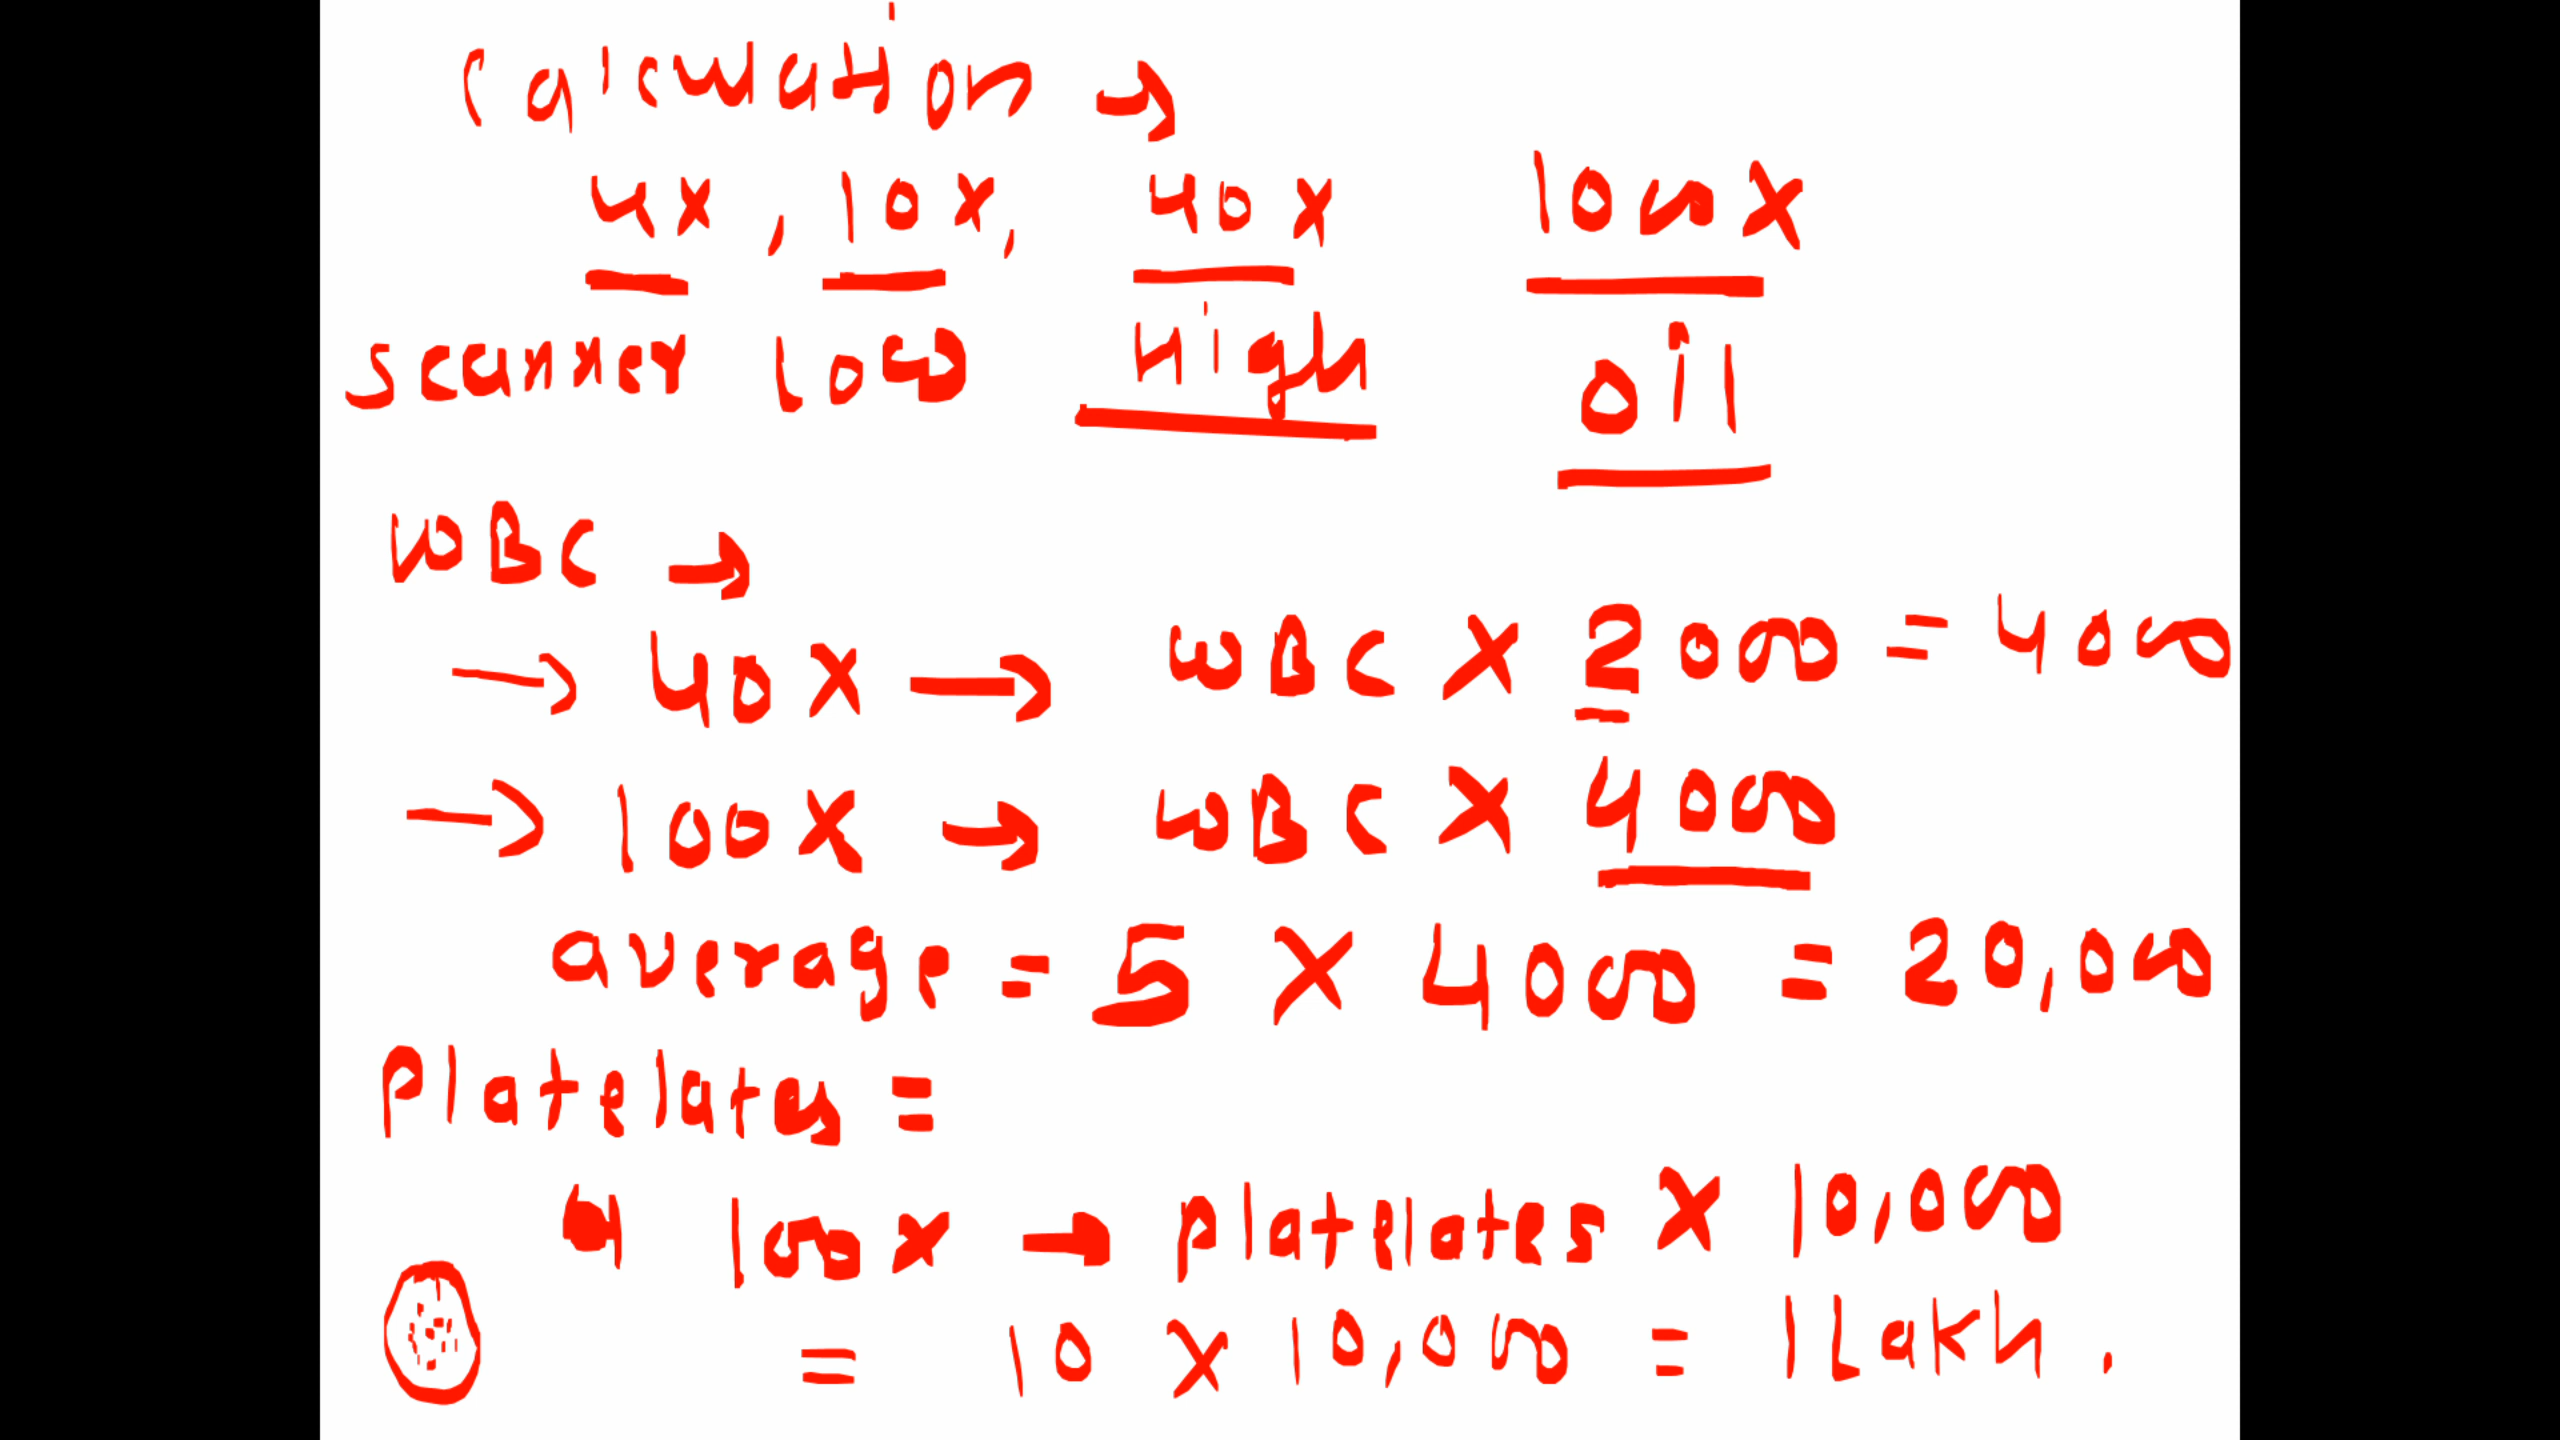 Calculation →
4x, 10x, 40x 1000x
scanner low High oil
WBC →
→ 40x → WBC x 2000 = 4000
→ 100x → WBC x 4000
average = 5 x 4000 = 20,000
Platelates =
100x → platelates x 10,000
= 10 x 10,000 = 1 Lakh.